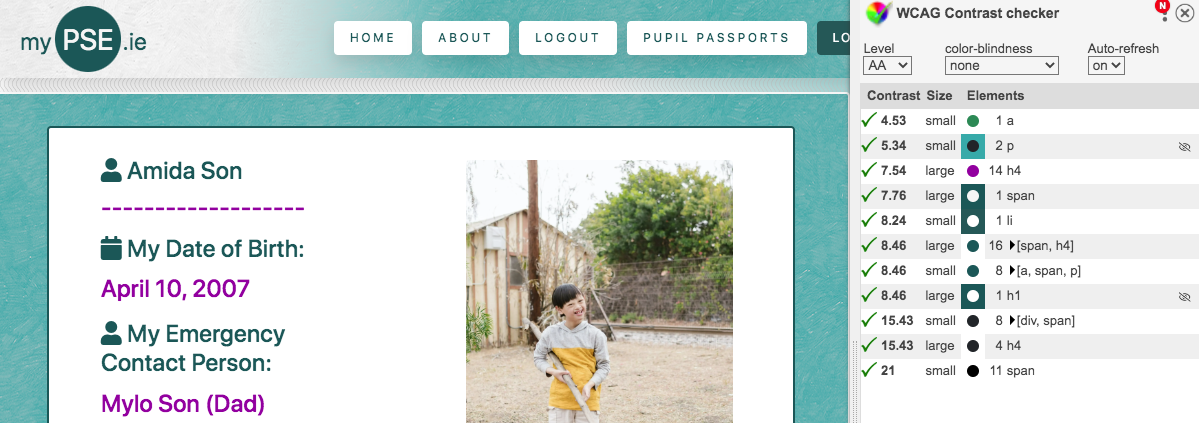 my PSE .ie
HOME
ABOUT
LOGOUT
PUPIL PASSPORTS
LO
Amida Son
-------------------
My Date of Birth:
April 10, 2007
My Emergency
Contact Person:
Mylo Son (Dad)
WCAG Contrast checker
N
Level
color-blindness
Auto-refresh
AA
none
on
Contrast Size Elements
4.53 small 1 a
5.34 small 2 p
7.54 large 14 h4
7.76 large 1 span
8.24 small 1 li
8.46 large 16 [span, h4]
8.46 small 8 [a, span, p]
8.46 large 1 h1
15.43 small 8 [div, span]
15.43 large 4 h4
21 small 11 span